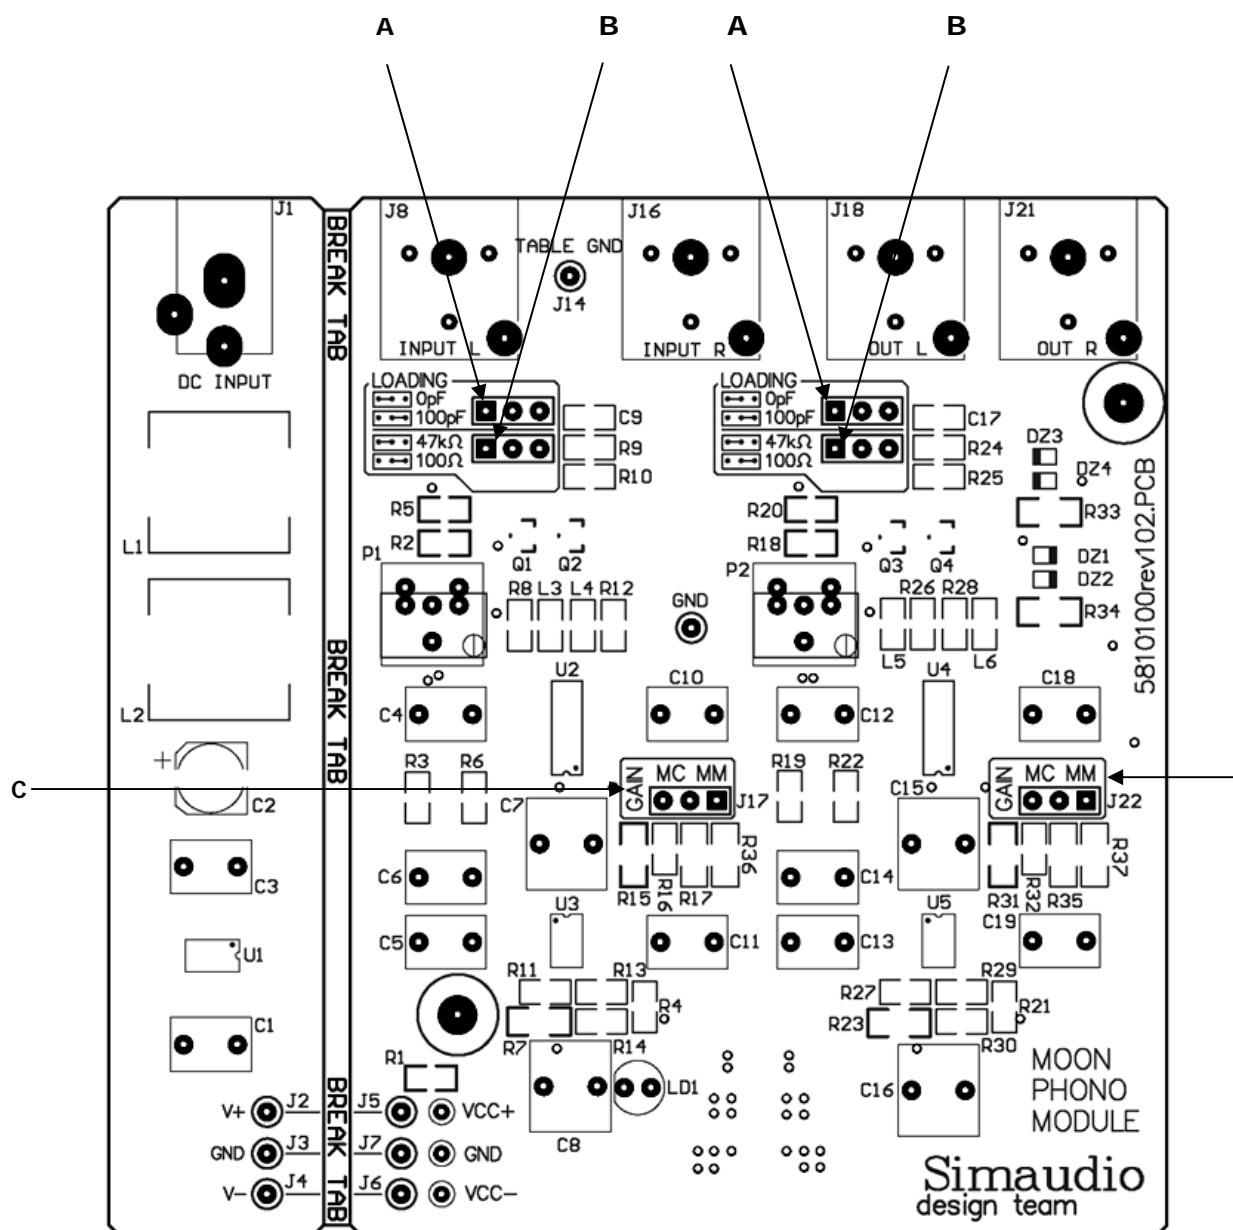 A B A B
J1 J8 J16 J18 J21
BREAK TAB
TABLE GND
J14
INPUT L INPUT R OUT L OUT R
DC INPUT
LOADING LOADING
0pF 0pF
100pF C9 100pF C17
47kΩ R9 47kΩ R24
100Ω R10 100Ω R25
DZ3
DZ4
5810100rev102.PCB
R5 R20 R33
R2 R18
L1 P1 Q1 Q2 P2 Q3 Q4 DZ1
DZ2
R8 L3 L4 R12 GND R26 R28 R34
L5 L6
BREAK TAB
U2 C10 U4 C18
L2 C4 C12
+ R3 R6 MC MM R19 R22 MC MM
C GAIN GAIN
C2 C7 J17 C15 J22
C3 C6 R36 C14 R37
R15 R16 R17 R31 R32 R35
U3 U5 C19
U1 C5 C11 C13
R11 R13 R29
R27
R4 R21
C1 R23
R7 R14 R30
R1 MOON
PHONO
MODULE
LD1 C16
BREAK TAB
V+ J2 J5 VCC+
C8
GND J3 J7 GND
V- J4 J6 VCC-
Simaudio
design team